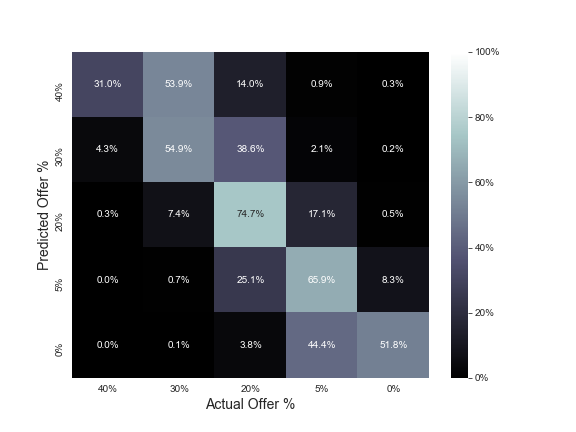 100%
40% 31.0% 53.9% 14.0% 0.9% 0.3%
80%
30% 4.3% 54.9% 38.6% 2.1% 0.2%
60%
Predicted Offer %
20% 0.3% 7.4% 74.7% 17.1% 0.5%
40%
5% 0.0% 0.7% 25.1% 65.9% 8.3%
20%
0% 0.0% 0.1% 3.8% 44.4% 51.8%
0%
40% 30% 20% 5% 0%
Actual Offer %